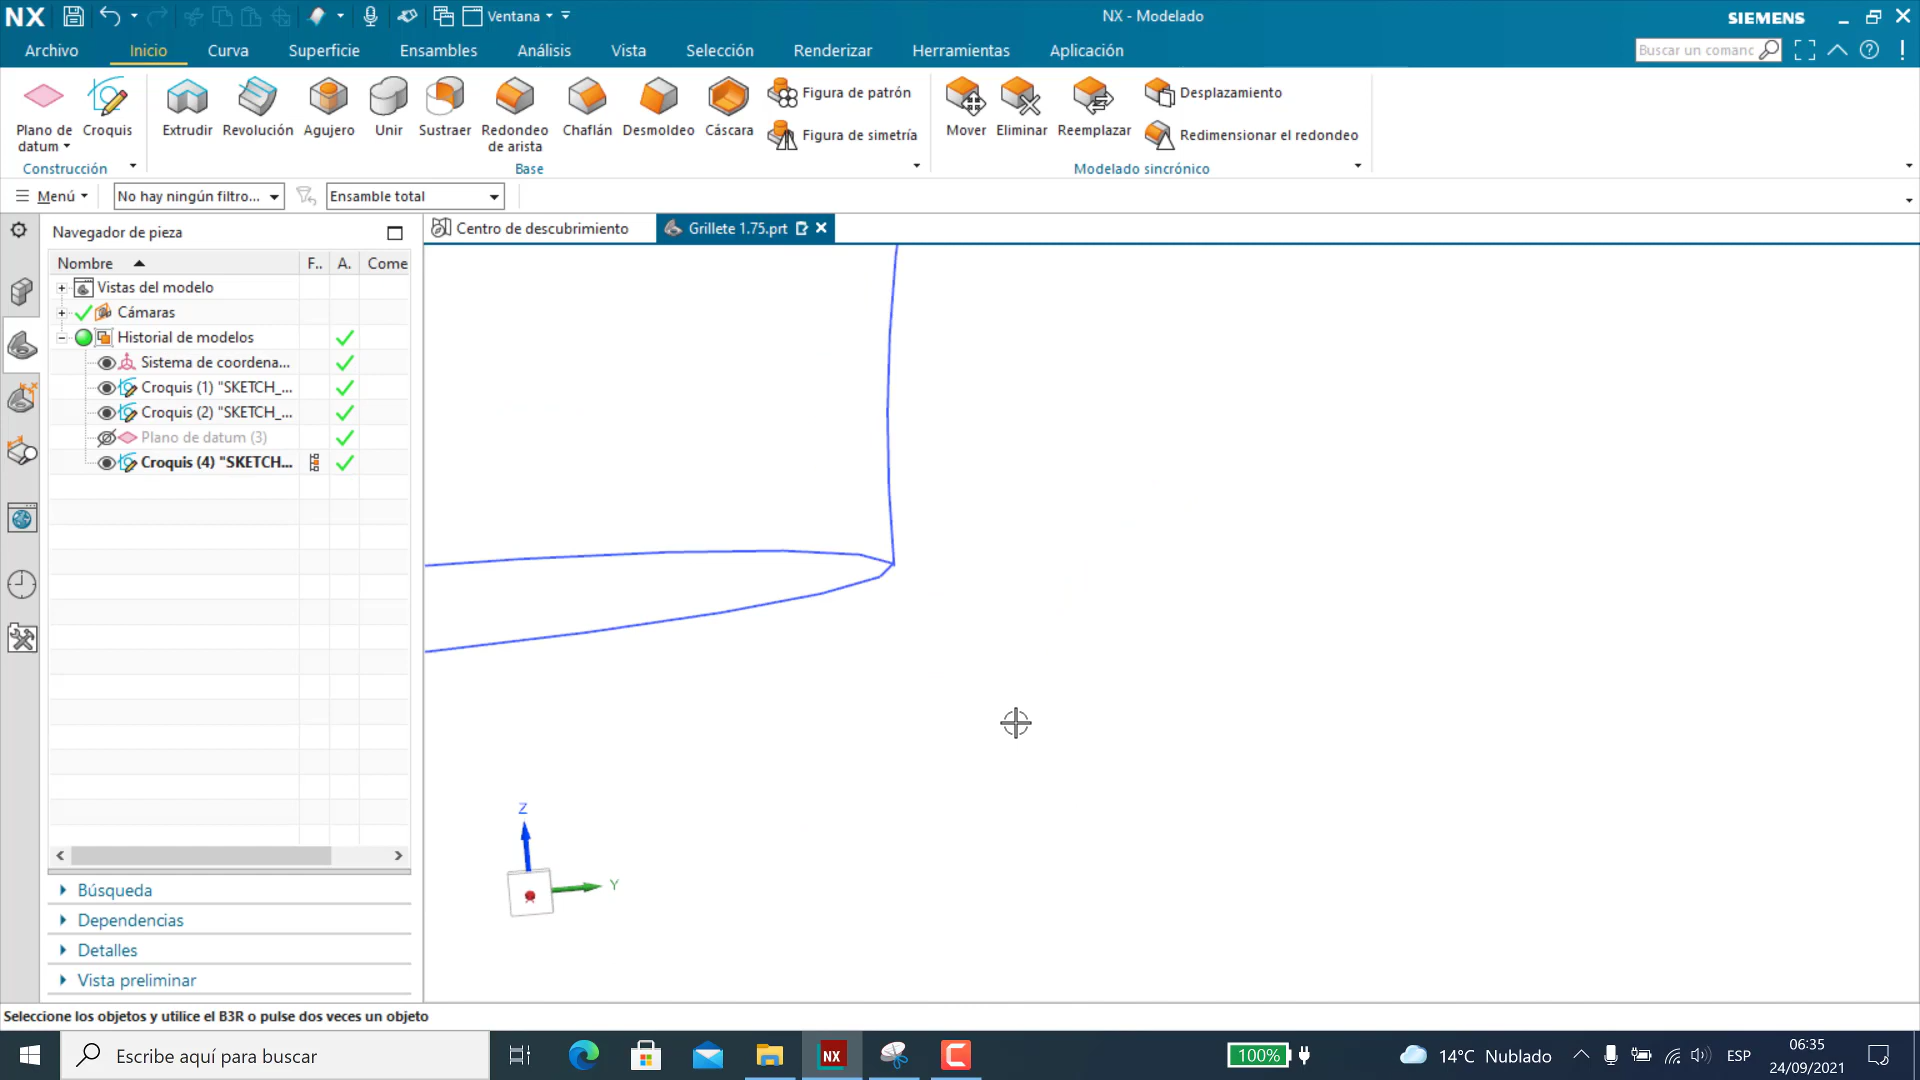 NX
Ventana
NX - Modelado
SIEMENS
Archivo
Inicio
Curva
Superficie
Ensambles
Análisis
Vista
Selección
Renderizar
Herramientas
Aplicación
Buscar un comanc
Plano de datum
Croquis
Extrudir
Revolución
Agujero
Unir
Sustraer
Redondeo de arista
Chaflán
Desmoldeo
Cáscara
Figura de patrón
Figura de simetría
Mover
Eliminar
Reemplazar
Desplazamiento
Redimensionar el redondeo
Construcción
Base
Modelado sincrónico
Menú
No hay ningún filtro...
Ensamble total
Navegador de pieza
Centro de descubrimiento
Grillete 1.75.prt
Nombre
F..
A.
Come
Vistas del modelo
Cámaras
Historial de modelos
Sistema de coordena...
Croquis (1) "SKETCH_...
Croquis (2) "SKETCH_...
Plano de datum (3)
Croquis (4) "SKETCH...
Z
Y
Búsqueda
Dependencias
Detalles
Vista preliminar
Seleccione los objetos y utilice el B3R o pulse dos veces un objeto
Escribe aquí para buscar
NX
100%
14°C Nublado
ESP
06:35
24/09/2021